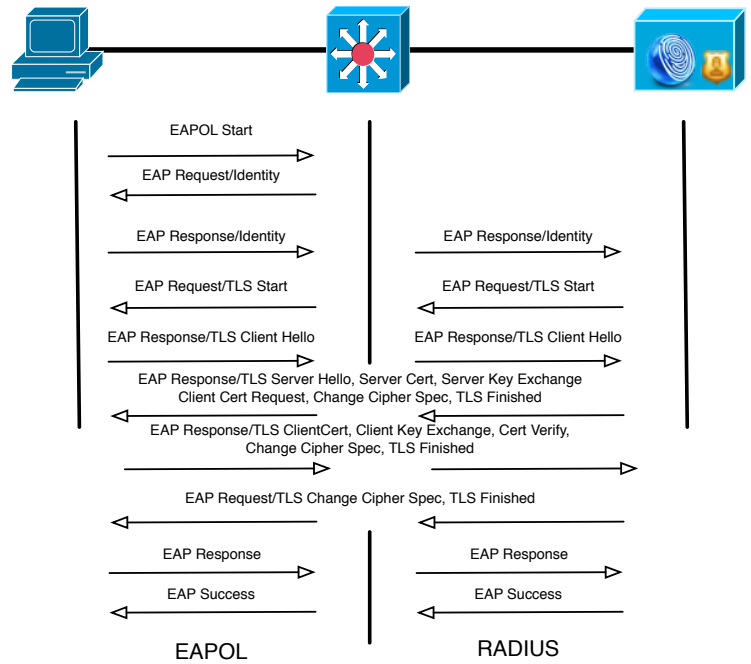 EAPOL Start
EAP Request/Identity
EAP Response/Identity
EAP Response/Identity
EAP Request/TLS Start
EAP Request/TLS Start
EAP Response/TLS Client Hello
EAP Response/TLS Client Hello
EAP Response/TLS Server Hello, Server Cert, Server Key Exchange
Client Cert Request, Change Cipher Spec, TLS Finished
EAP Response/TLS ClientCert, Client Key Exchange, Cert Verify,
Change Cipher Spec, TLS Finished
EAP Request/TLS Change Cipher Spec, TLS Finished
EAP Response
EAP Response
EAP Success
EAP Success
EAPOL
RADIUS